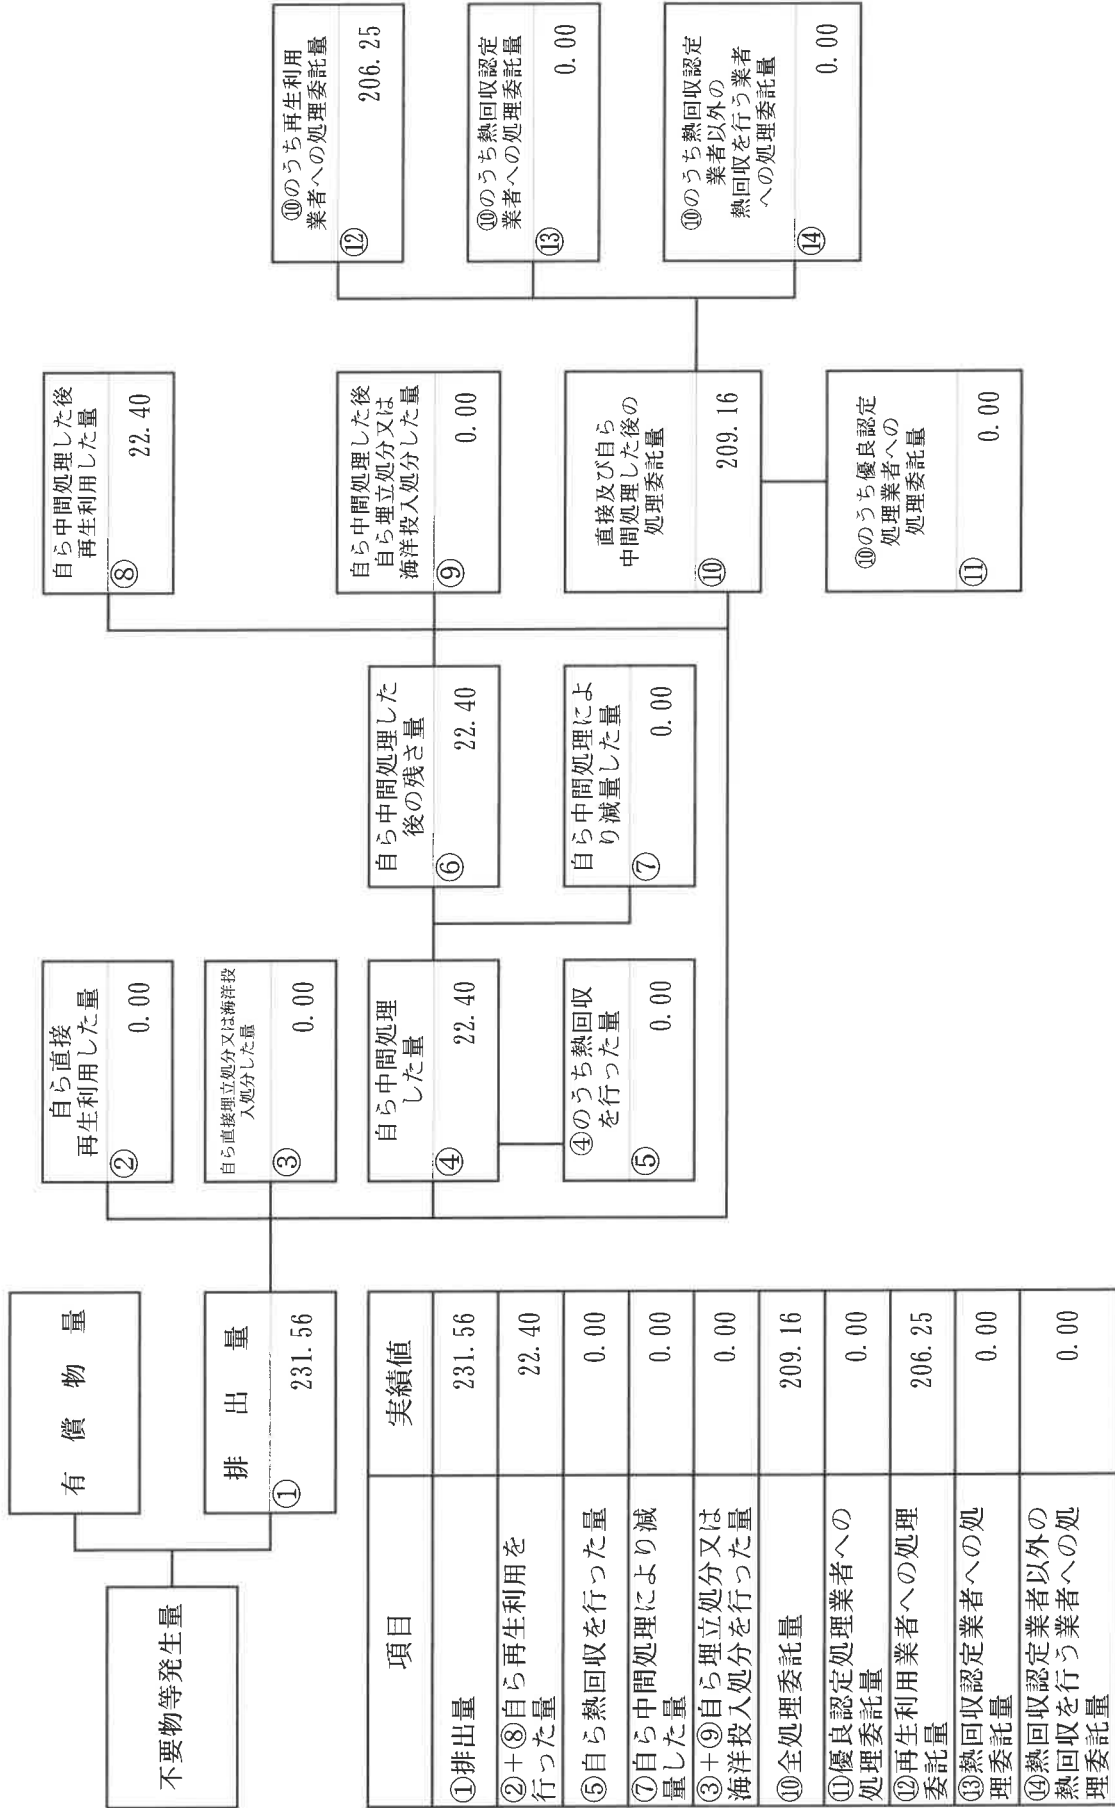 不要物等発生量
有償物量
排出量
①
231.56
自ら直接
再生利用した量
②
0.00
自ら直接埋立処分又は海洋投
入処分した量
③
0.00
自ら中間処理
した量
④
22.40
④のうち熱回収
を行った量
⑤
0.00
自ら中間処理した
後の残さ量
⑥
22.40
自ら中間処理によ
り減量した量
⑦
0.00
自ら中間処理した後
再生利用した量
⑧
22.40
自ら中間処理した後
自ら埋立処分又は
海洋投入処分した量
⑨
0.00
直接及び自ら
中間処理した後の
処理委託量
⑩
209.16
⑩のうち優良認定
処理業者への
処理委託量
⑪
0.00
⑩のうち再生利用
業者への処理委託量
⑫
206.25
⑩のうち熱回収認定
業者への処理委託量
⑬
0.00
⑩のうち熱回収認定
業者以外の
熱回収を行う業者
への処理委託量
⑭
0.00
項目 実績値
①排出量 231.56
②+⑧自ら再生利用を
行った量 22.40
⑤自ら熱回収を行った量 0.00
⑦自ら中間処理により減
量した量 0.00
③+⑨自ら埋立処分又は
海洋投入処分を行った量 0.00
⑩全処理委託量 209.16
⑪優良認定処理業者への
処理委託量 0.00
⑫再生利用業者への処理
委託量 206.25
⑬熱回収認定業者への処
理委託量 0.00
⑭熱回収認定業者以外の
熱回収を行う業者への処
理委託量 0.00